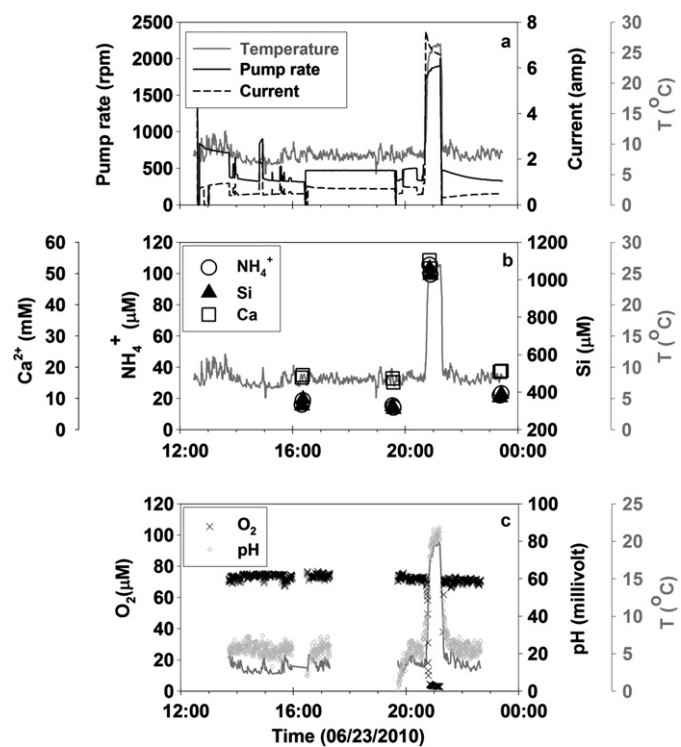 2500
2000
1500
1000
500
0
Pump rate (rpm)
Temperature
Pump rate
Current
a
8
6
4
2
0
Current (amp)
30
25
20
15
10
5
0
T (°C)
60
50
40
30
20
10
0
Ca²⁺ (mM)
120
100
80
60
40
20
0
NH₄⁺ (µM)
NH₄⁺
Si
Ca
b
1200
1000
800
600
400
200
Si (µM)
30
25
20
15
10
5
0
T (°C)
12:00 16:00 20:00 00:00
120
100
80
60
40
20
0
O₂(µM)
O₂
pH
c
100
80
60
40
20
0
pH (millivolt)
25
20
15
10
5
0
T (°C)
12:00 16:00 20:00 00:00
Time (06/23/2010)